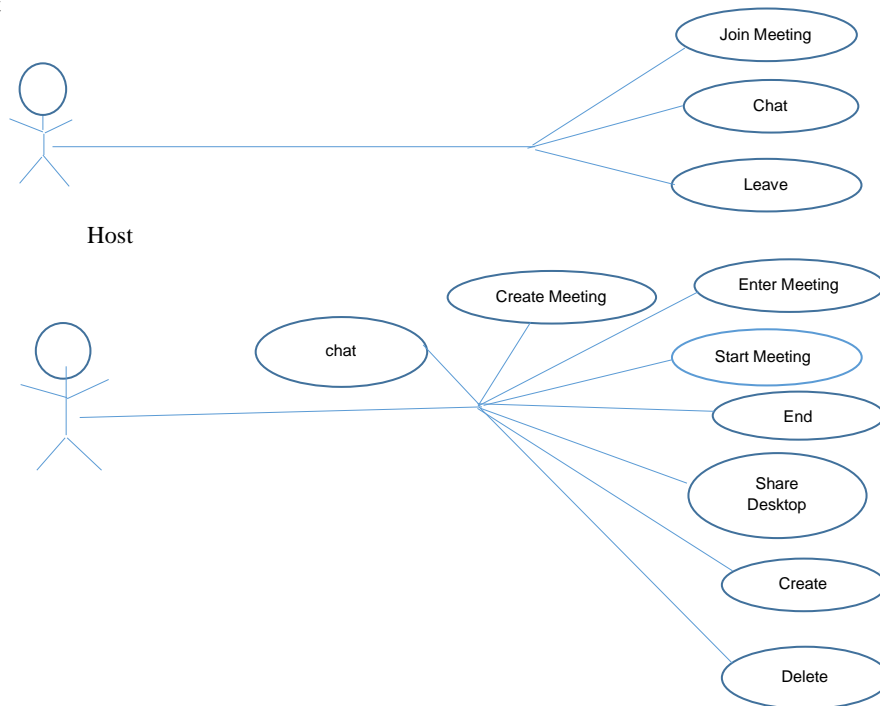 Join Meeting
Chat
Leave
Host
Create Meeting
Enter Meeting
chat
Start Meeting
End
Share
Desktop
Create
Delete